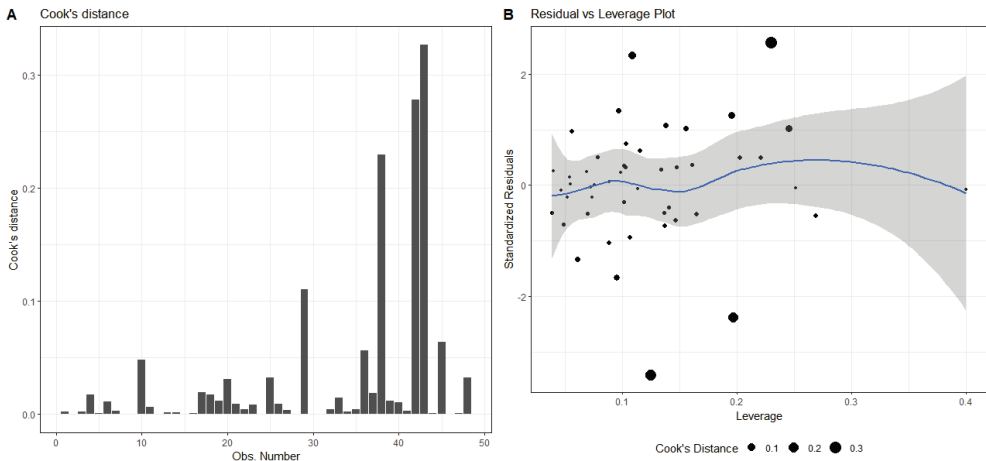 A
Cook's distance
Cook's distance
0.3
0.2
0.1
0.0
0
10
20
30
40
50
Obs. Number
B
Residual vs Leverage Plot
Standardized Residuals
2
0
-2
0.1
0.2
0.3
0.4
Leverage
Cook's Distance 0.1 0.2 0.3